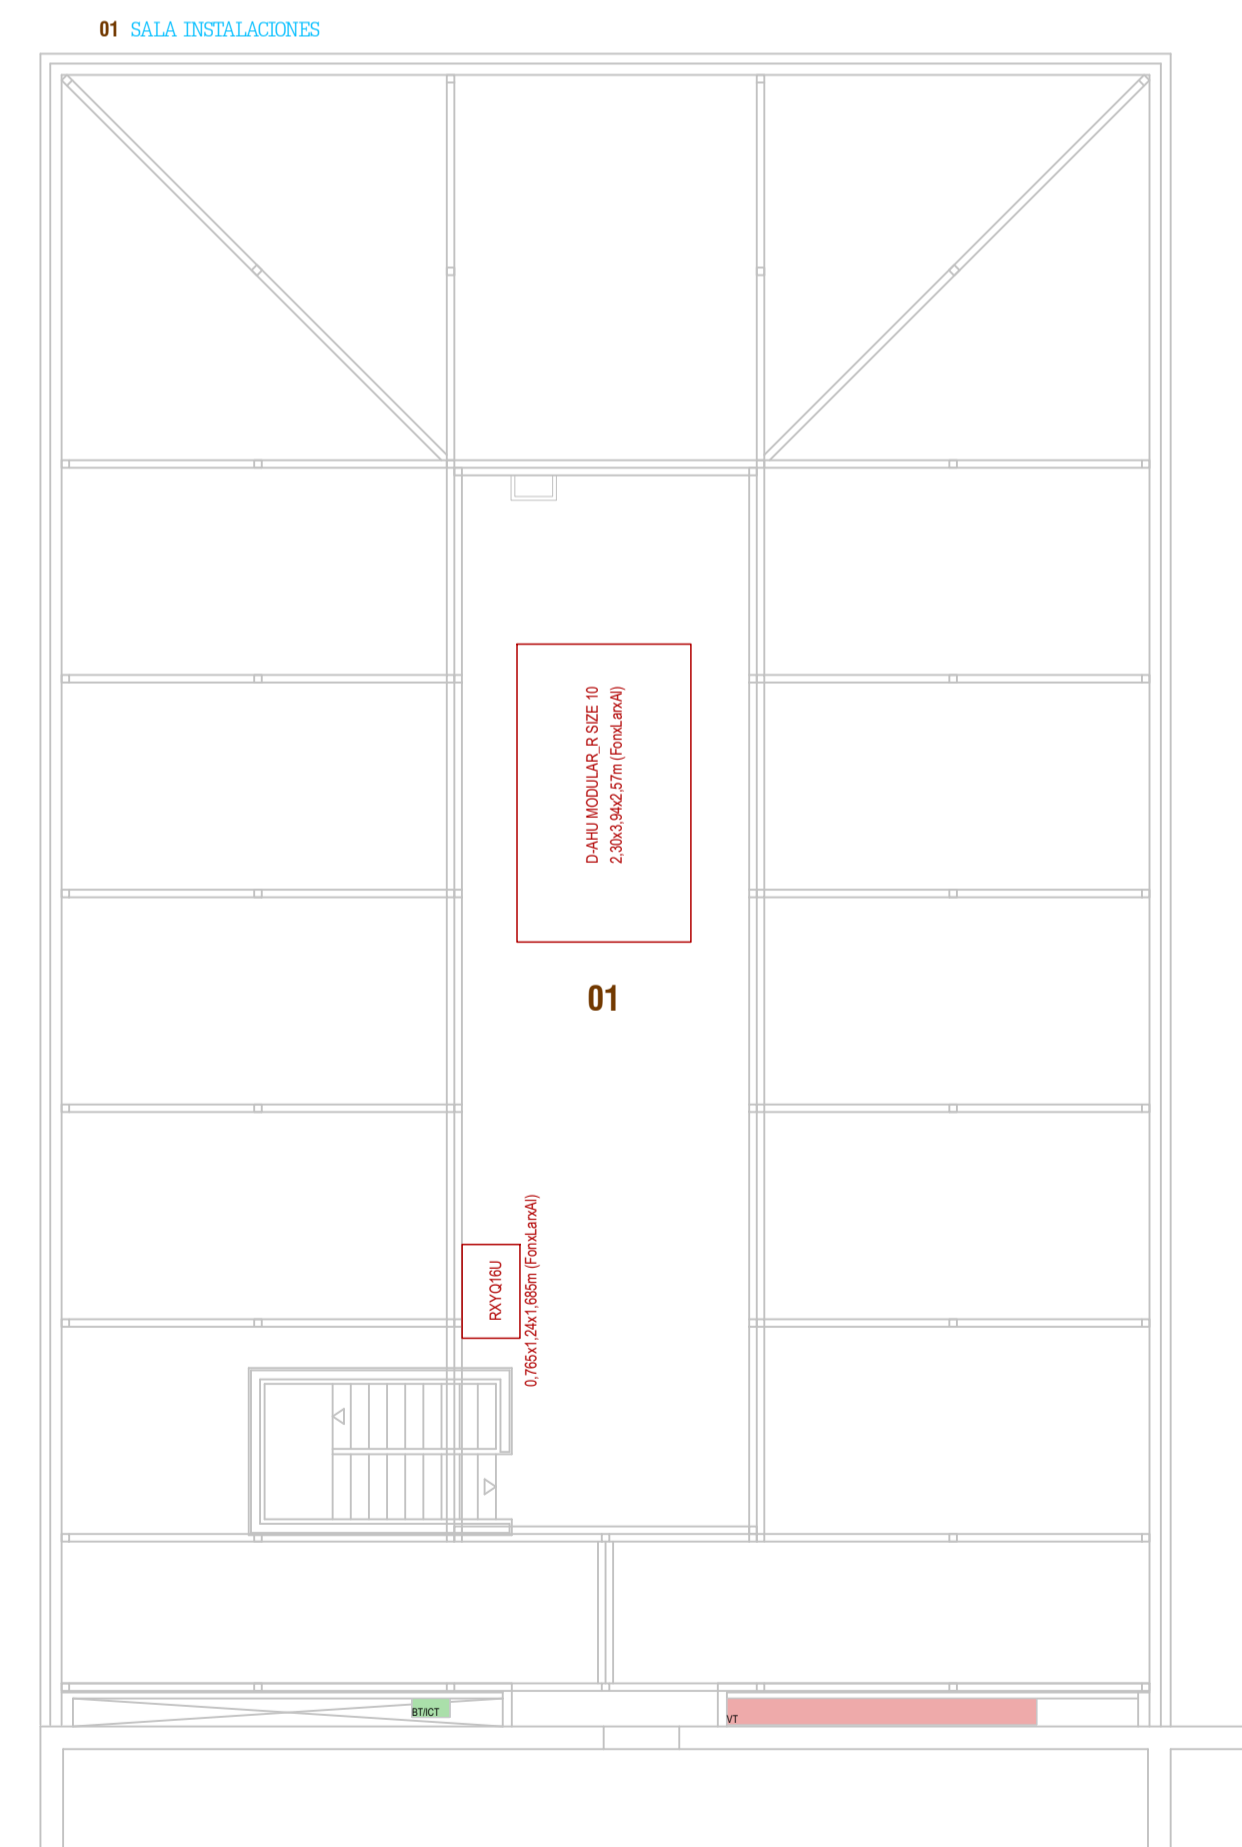 01 SALA INSTALACIONES
D-AHU MODULAR_R SIZE 10
2,30x3,94x2,57m (FonxLarxAl)
01
RXYQ16U
0,765x1,24x1,685m (FonxLarxAl)
BT/ICT
VT